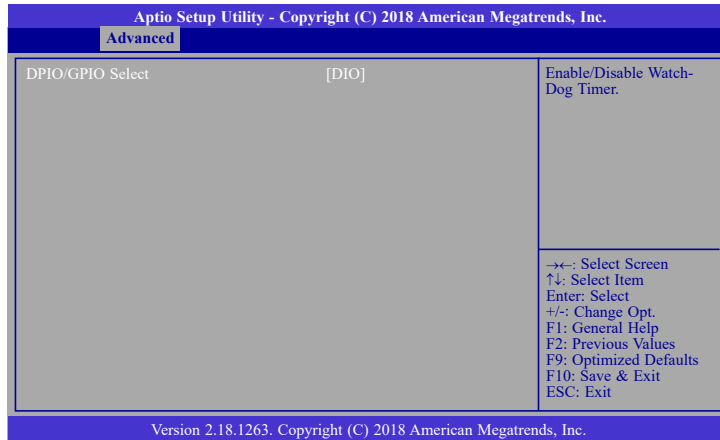 Aptio Setup Utility - Copyright (C) 2018 American Megatrends, Inc.
Advanced
DPIO/GPIO Select [DIO]
Enable/Disable Watch-
Dog Timer.
→←: Select Screen
↑↓: Select Item
Enter: Select
+/-: Change Opt.
F1: General Help
F2: Previous Values
F9: Optimized Defaults
F10: Save & Exit
ESC: Exit
Version 2.18.1263. Copyright (C) 2018 American Megatrends, Inc.